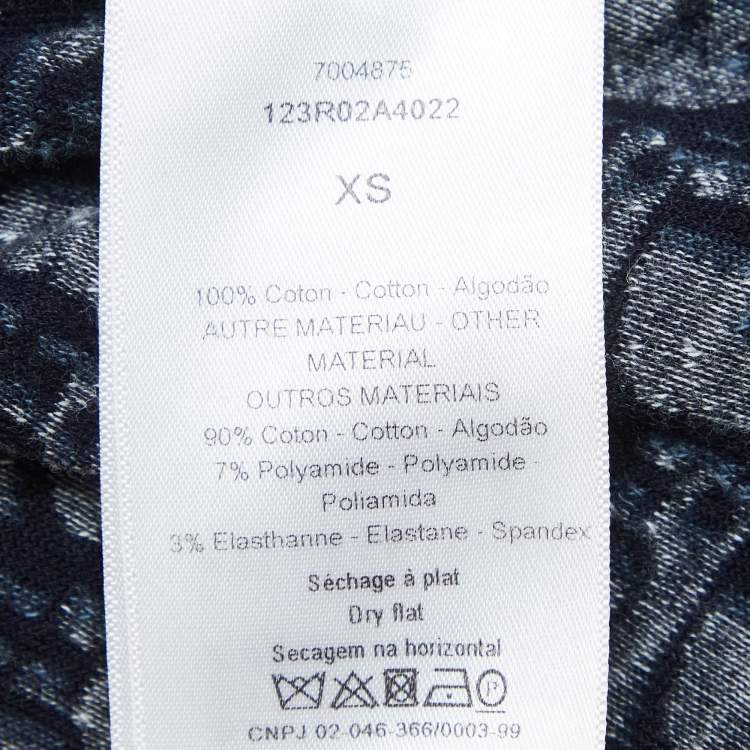 7004875
123R02A4022
XS
100% Coton - Cotton - Algodão
AUTRE MATERIAU - OTHER
MATERIAL
OUTROS MATERIAIS
90% Coton - Cotton - Algodão
7% Polyamide - Polyamide -
Poliamida
3% Elasthanne - Elastane - Spandex
Séchage à plat
Dry flat
Secagem na horizontal
P
CNPJ 02-046-366/0003-99